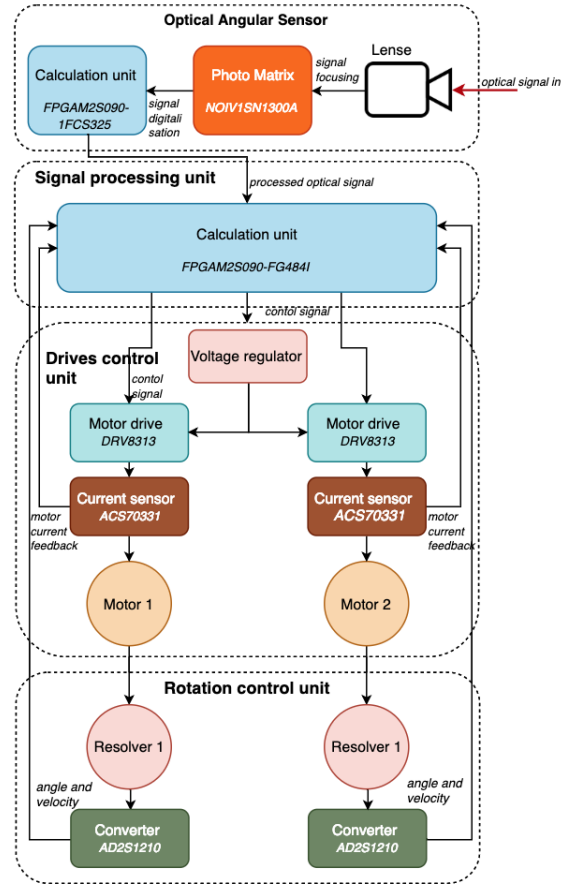 Optical Angular Sensor
Calculation unit
FPGAM2S090-
1FCS325
signal
digitali
sation
Photo Matrix
NOIV1SN1300A
signal
focusing
Lense
optical signal in
Signal processing unit
processed optical signal
Calculation unit
FPGAM2S090-FG484I
contol signal
Drives control
unit
Voltage regulator
contol
signal
Motor drive
DRV8313
Motor drive
DRV8313
Current sensor
ACS70331
Current sensor
ACS70331
motor
current
feedback
motor
current
feedback
Motor 1
Motor 2
Rotation control unit
Resolver 1
Resolver 1
angle and
velocity
angle and
velocity
Converter
AD2S1210
Converter
AD2S1210